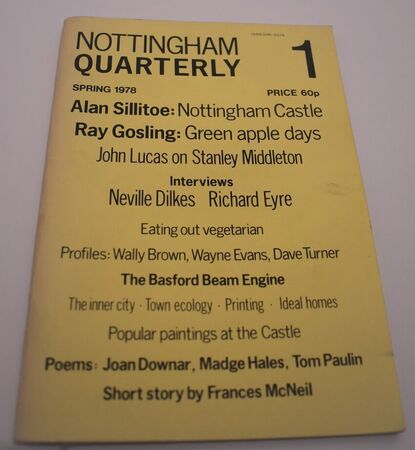 NOTTINGHAM
QUARTERLY
1
SPRING 1978
PRICE 60p
Alan Sillitoe: Nottingham Castle
Ray Gosling: Green apple days
John Lucas on Stanley Middleton
Interviews
Neville Dilkes Richard Eyre
Eating out vegetarian
Profiles: Wally Brown, Wayne Evans, Dave Turner
The Basford Beam Engine
The inner city · Town ecology · Printing · Ideal homes
Popular paintings at the Castle
Poems: Joan Downar, Madge Hales, Tom Paulin
Short story by Frances McNeil